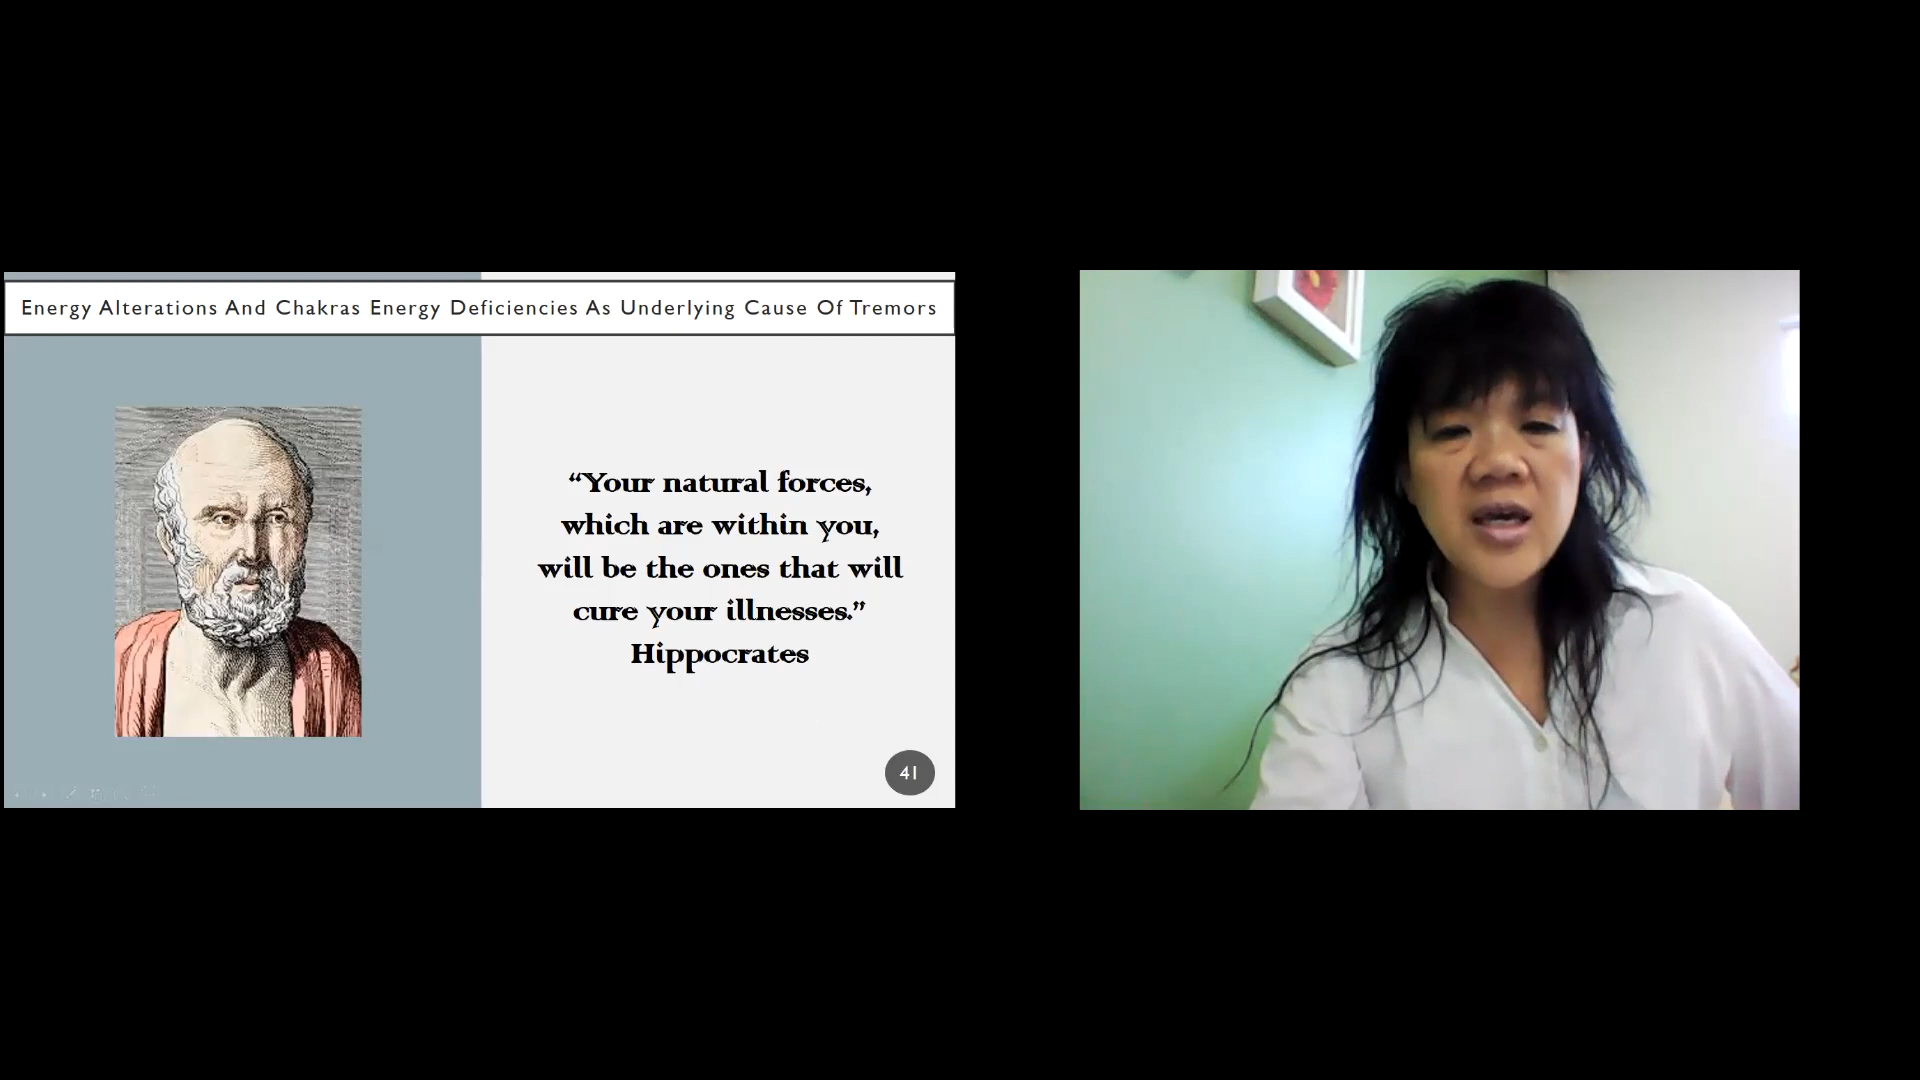 Energy Alterations And Chakras Energy Deficiencies As Underlying Cause Of Tremors
“Your natural forces,
which are within you,
will be the ones that will
cure your illnesses.”
Hippocrates
41